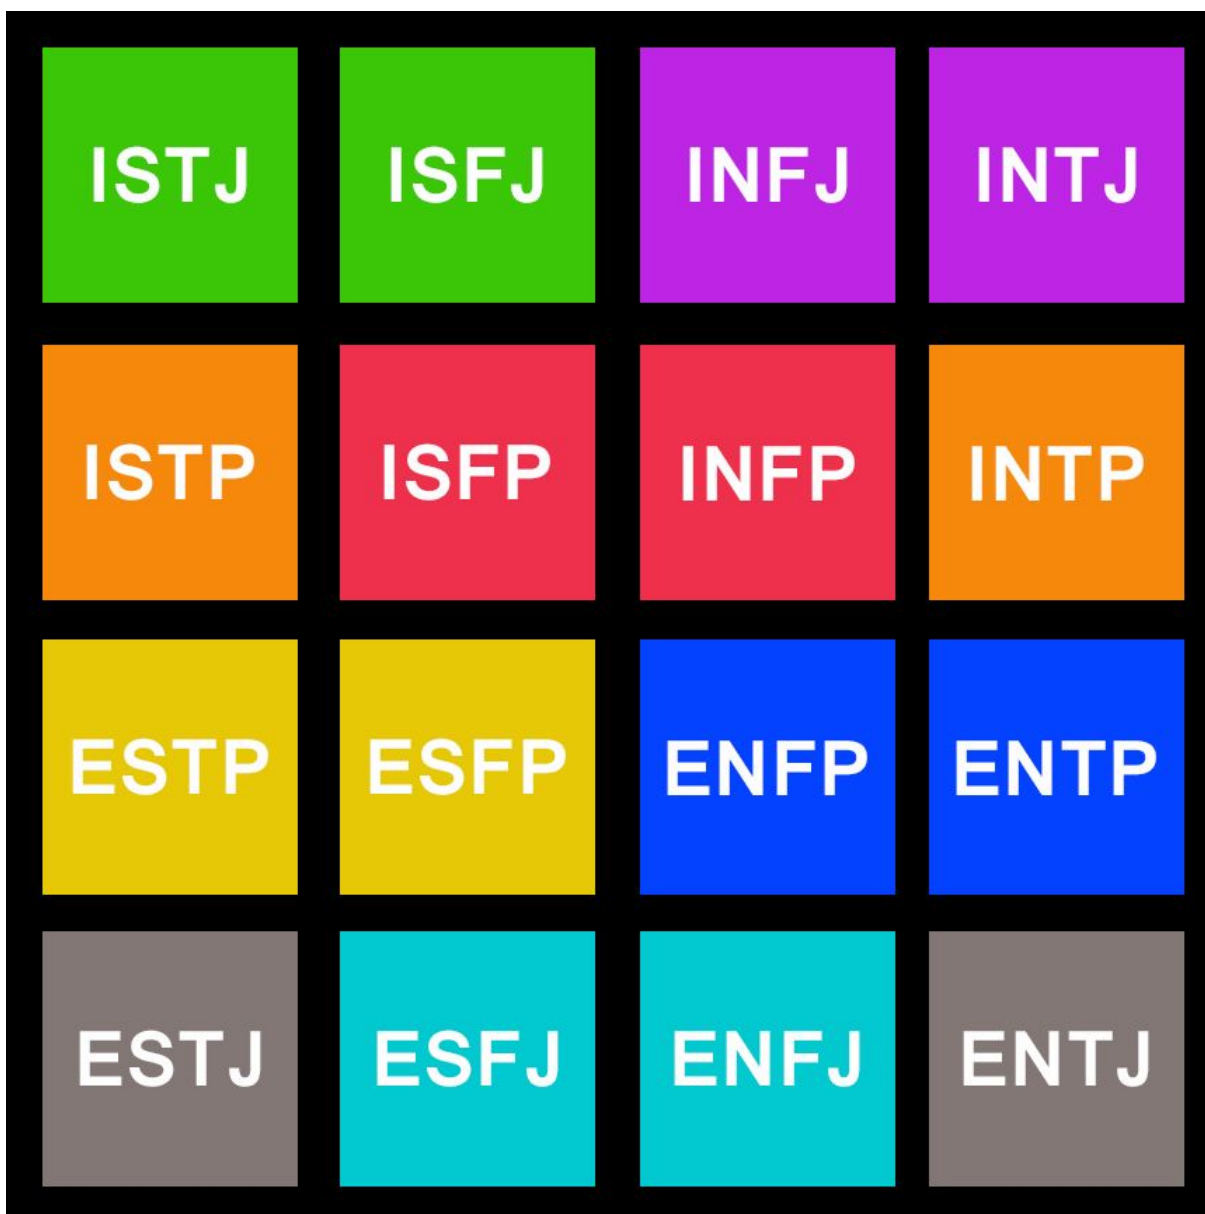 ISTJ ISFJ INFJ INTJ
ISTP ISFP INFP INTP
ESTP ESFP ENFP ENTP
ESTJ ESFJ ENFJ ENTJ